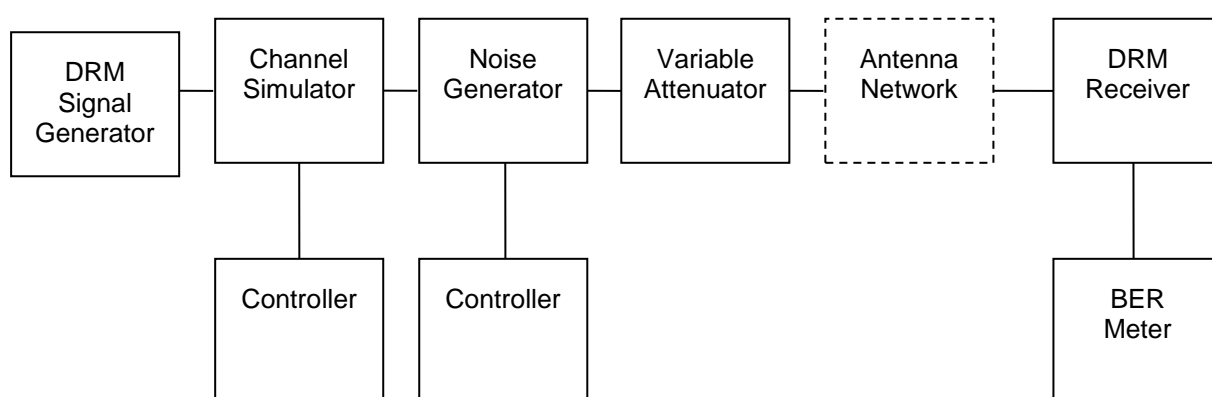 DRM
Signal
Generator
Channel
Simulator
Noise
Generator
Variable
Attenuator
Antenna
Network
DRM
Receiver
Controller
Controller
BER
Meter